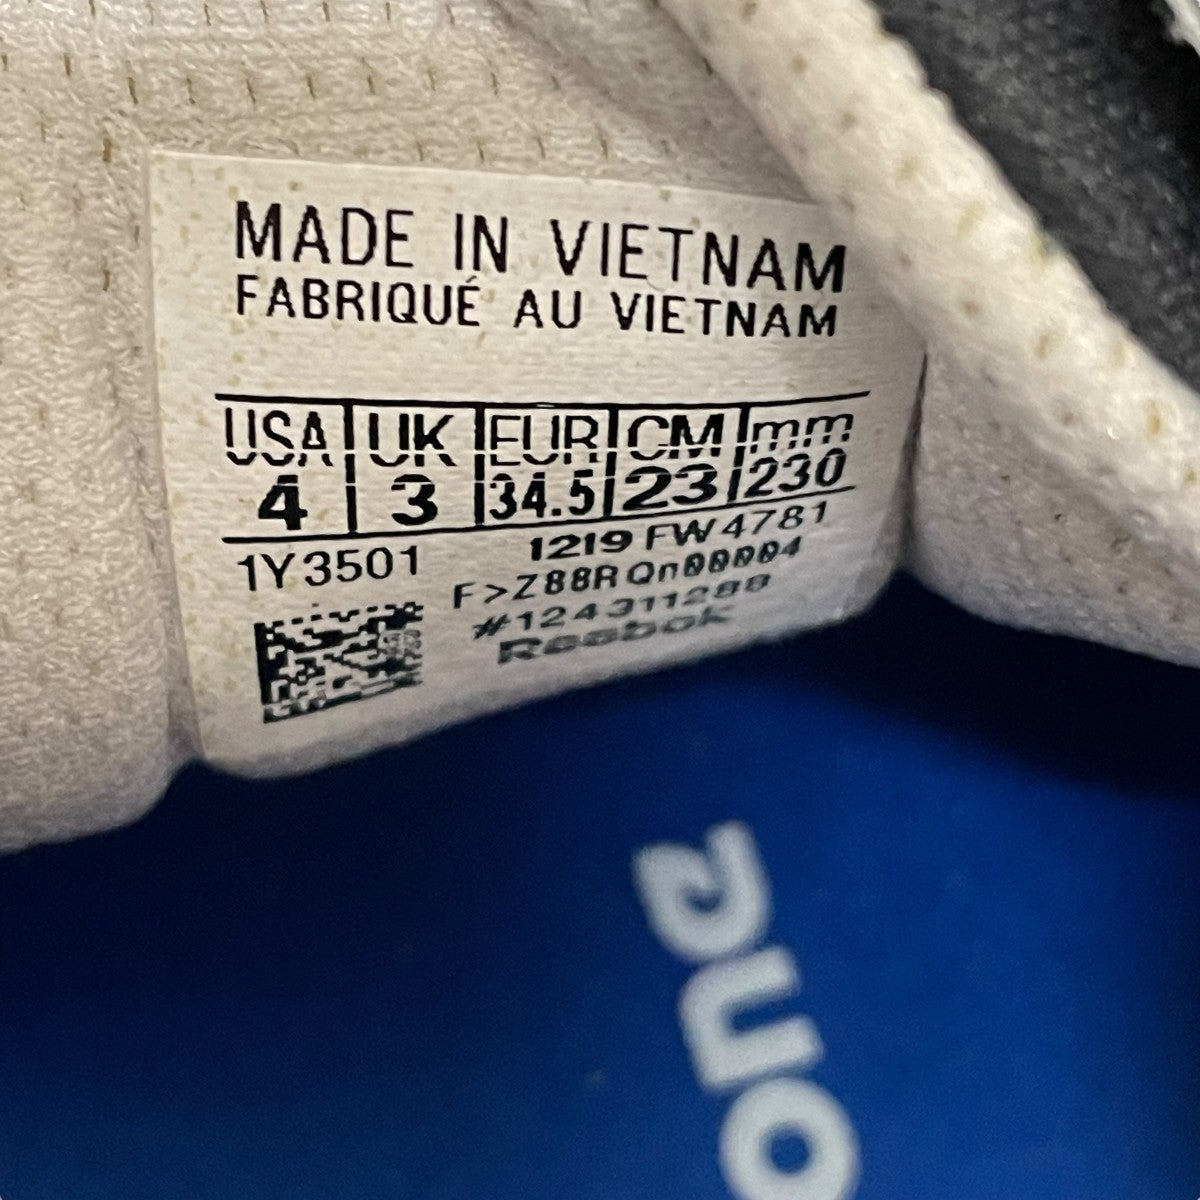 MADE IN VIETNAM
FABRIQUÉ AU VIETNAM
USA UK EUR CM mm
4 3 34.5 23 230
1Y3501
1219 FW4781
F>Z88R Qn00004
#124311288
Reebok